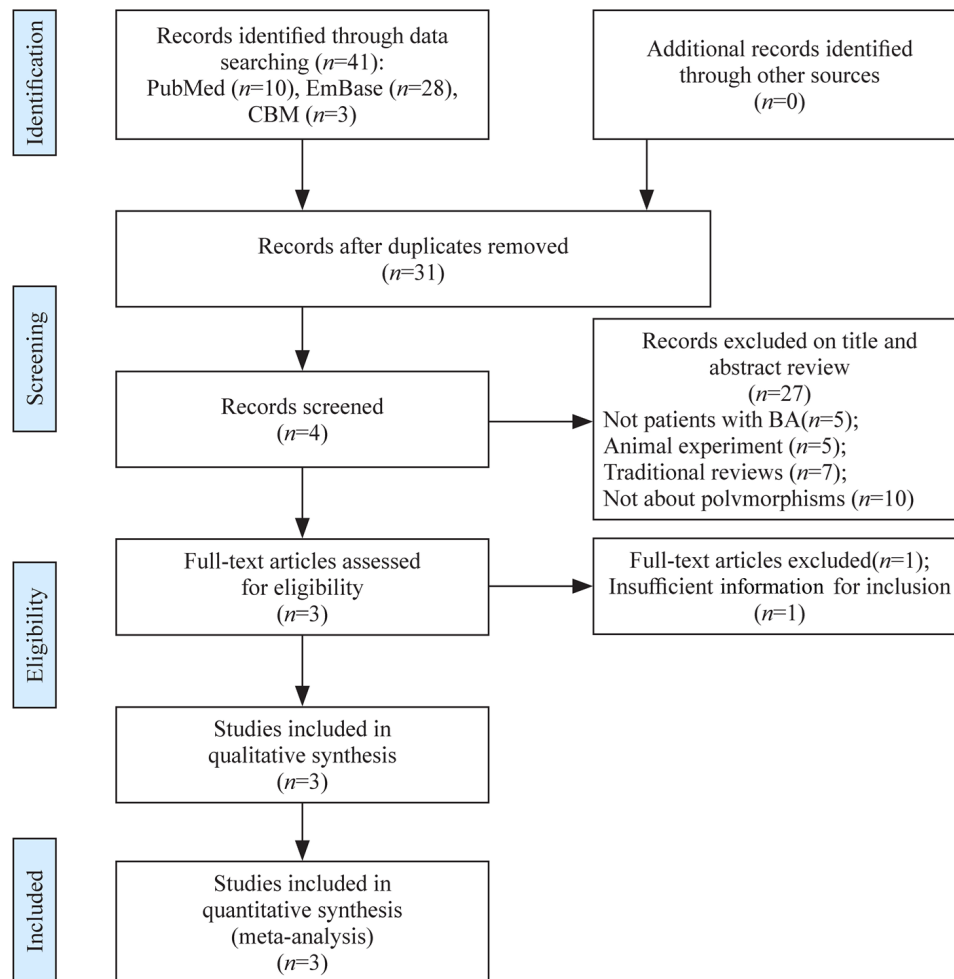 Identification
Records identified through data
searching (n=41):
PubMed (n=10), EmBase (n=28),
CBM (n=3)
Additional records identified
through other sources
(n=0)
Records after duplicates removed
(n=31)
Screening
Records screened
(n=4)
Records excluded on title and
abstract review
(n=27)
Not patients with BA(n=5);
Animal experiment (n=5);
Traditional reviews (n=7);
Not about polvmorphisms (n=10)
Eligibility
Full-text articles assessed
for eligibility
(n=3)
Full-text articles excluded(n=1);
Insufficient information for inclusion
(n=1)
Studies included in
qualitative synthesis
(n=3)
Included
Studies included in
quantitative synthesis
(meta-analysis)
(n=3)